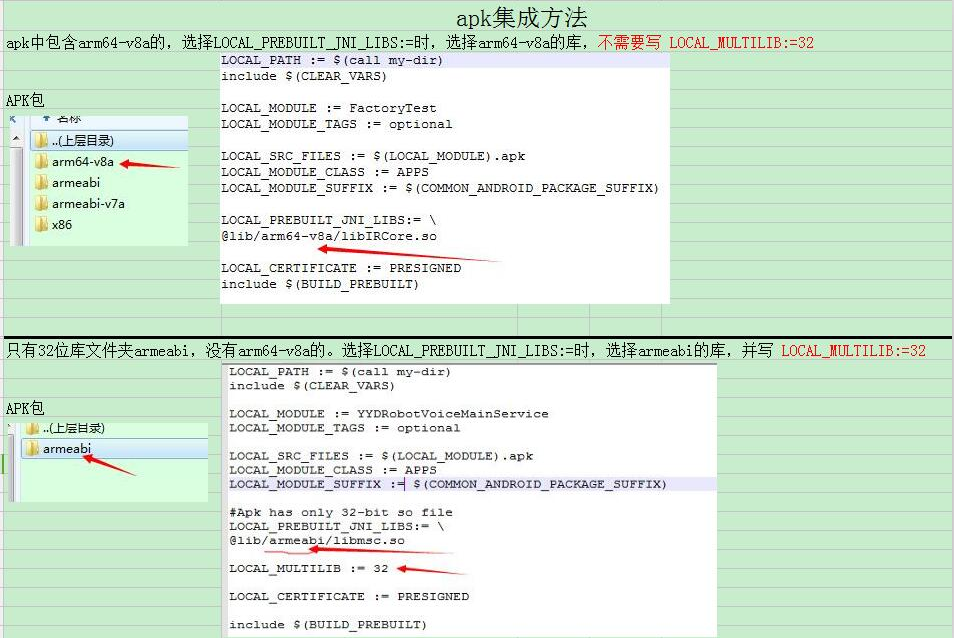 apk集成方法
apk中包含arm64-v8a的，选择LOCAL_PREBUILT_JNI_LIBS:=时，选择arm64-v8a的库，不需要写 LOCAL_MULTILIB:=32
APK包
名称
..(上层目录)
arm64-v8a
armeabi
armeabi-v7a
x86
LOCAL_PATH := $(call my-dir)
include $(CLEAR_VARS)
LOCAL_MODULE := FactoryTest
LOCAL_MODULE_TAGS := optional
LOCAL_SRC_FILES := $(LOCAL_MODULE).apk
LOCAL_MODULE_CLASS := APPS
LOCAL_MODULE_SUFFIX := $(COMMON_ANDROID_PACKAGE_SUFFIX)
LOCAL_PREBUILT_JNI_LIBS:= \
@lib/arm64-v8a/libIRCore.so
LOCAL_CERTIFICATE := PRESIGNED
include $(BUILD_PREBUILT)
只有32位库文件夹armeabi，没有arm64-v8a的。选择LOCAL_PREBUILT_JNI_LIBS:=时，选择armeabi的库，并写 LOCAL_MULTILIB:=32
APK包
..(上层目录)
armeabi
LOCAL_PATH := $(call my-dir)
include $(CLEAR_VARS)
LOCAL_MODULE := YYDRobotVoiceMainService
LOCAL_MODULE_TAGS := optional
LOCAL_SRC_FILES := $(LOCAL_MODULE).apk
LOCAL_MODULE_CLASS := APPS
LOCAL_MODULE_SUFFIX := $(COMMON_ANDROID_PACKAGE_SUFFIX)
#Apk has only 32-bit so file
LOCAL_PREBUILT_JNI_LIBS:= \
@lib/armeabi/libmsc.so
LOCAL_MULTILIB := 32
LOCAL_CERTIFICATE := PRESIGNED
include $(BUILD_PREBUILT)